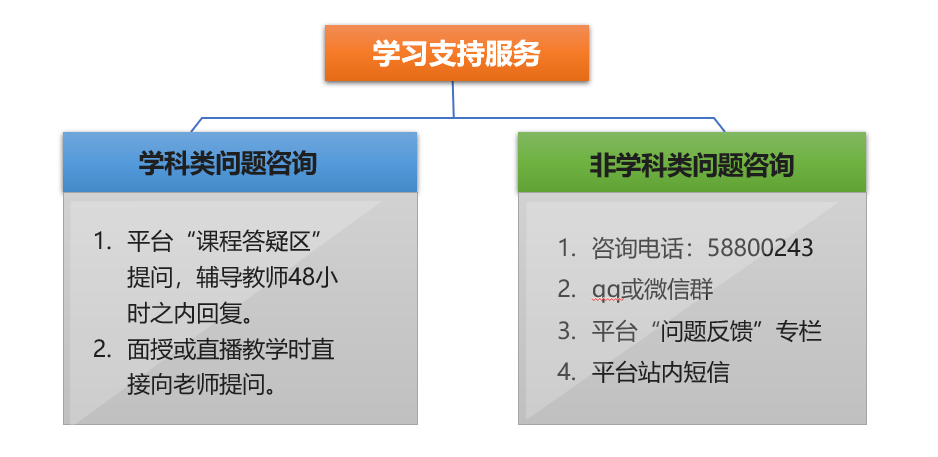 学习支持服务
学科类问题咨询
1. 平台“课程答疑区”
提问，辅导教师48小
时之内回复。
2. 面授或直播教学时直
接向老师提问。
非学科类问题咨询
1. 咨询电话：58800243
2. qq或微信群
3. 平台“问题反馈”专栏
4. 平台站内短信